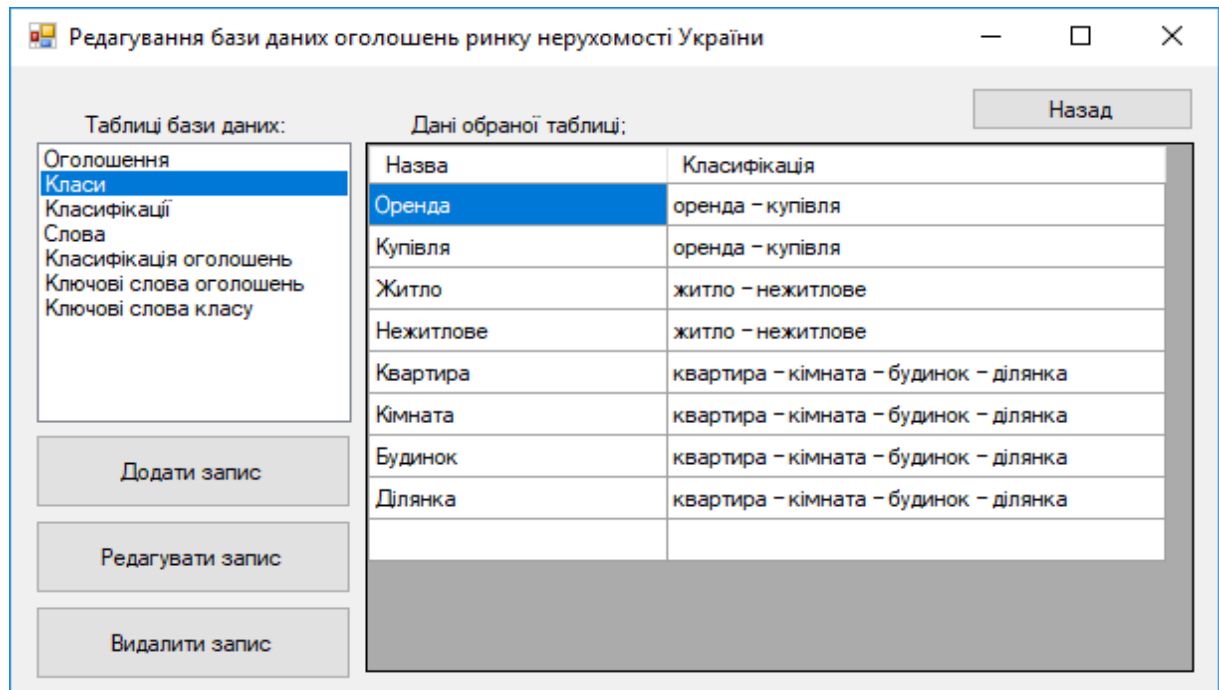 Редагування бази даних оголошень ринку нерухомості України
Назад
Таблиці бази даних:
Дані обраної таблиці;
Оголошення
Класи
Класифікації
Слова
Класифікація оголошень
Ключові слова оголошень
Ключові слова класу
Додати запис
Редагувати запис
Видалити запис
Назва Класифікація
Оренда оренда – купівля
Купівля оренда – купівля
Житло житло – нежитлове
Нежитлове житло – нежитлове
Квартира квартира – кімната – будинок – ділянка
Кімната квартира – кімната – будинок – ділянка
Будинок квартира – кімната – будинок – ділянка
Ділянка квартира – кімната – будинок – ділянка